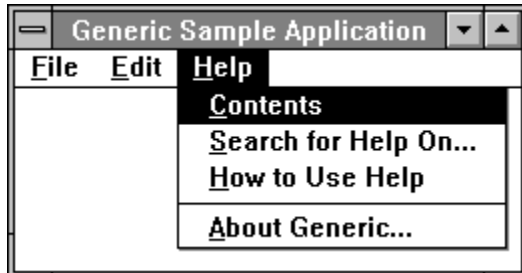 Generic Sample Application
File Edit Help
Contents
Search for Help On...
How to Use Help
About Generic...